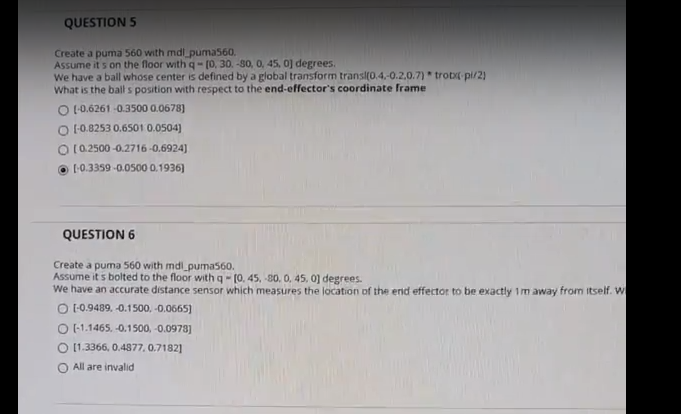 QUESTION 5
Create a puma 560 with mdl_puma560.
Assume it s on the floor with q = [0, 30, -80, 0, 45, 0] degrees.
We have a ball whose center is defined by a global transform transl(0.4,-0.2,0.7) * trotx(-pi/2)
What is the ball s position with respect to the end-effector's coordinate frame
[-0.6261 -0.3500 0.0678]
[-0.8253 0.6501 0.0504]
[0.2500 -0.2716 -0.6924]
[-0.3359 -0.0500 0.1936]
QUESTION 6
Create a puma 560 with mdl_puma560.
Assume it s bolted to the floor with q = [0, 45, -80, 0, 45, 0] degrees.
We have an accurate distance sensor which measures the location of the end effector to be exactly 1m away from itself.
[-0.9489, -0.1500, -0.0665]
[-1.1465, -0.1500, -0.0978]
[1.3366, 0.4877, 0.7182]
All are invalid